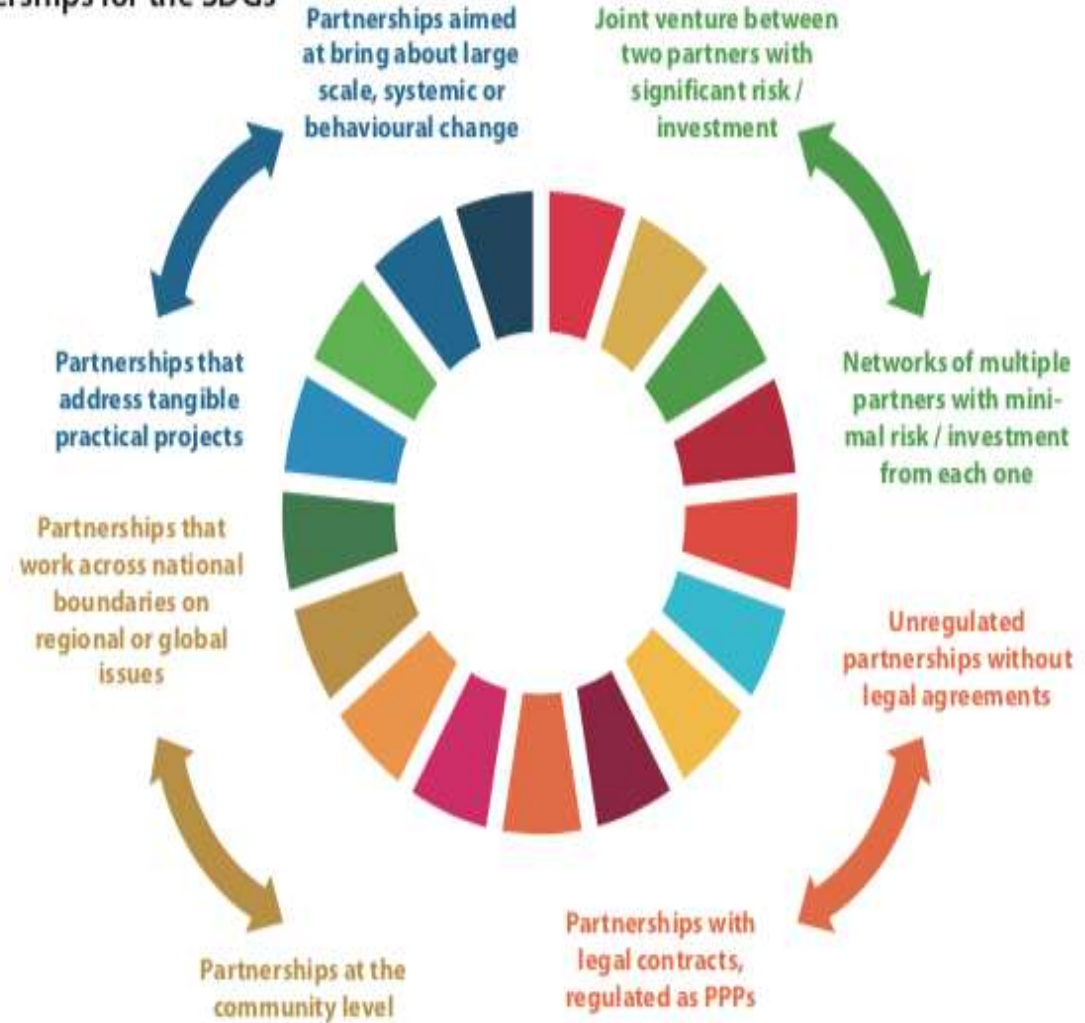 for the SDGs
Partnerships aimed
at bring about large
scale, systemic or
behavioural change
Joint venture between
two partners with
significant risk /
investment
Partnerships that
address tangible
practical projects
Networks of multiple
partners with mini-
mal risk / investment
from each one
Partnerships that
work across national
boundaries on
regional or global
issues
Unregulated
partnerships without
legal agreements
Partnerships at the
community level
Partnerships with
legal contracts,
regulated as PPPs